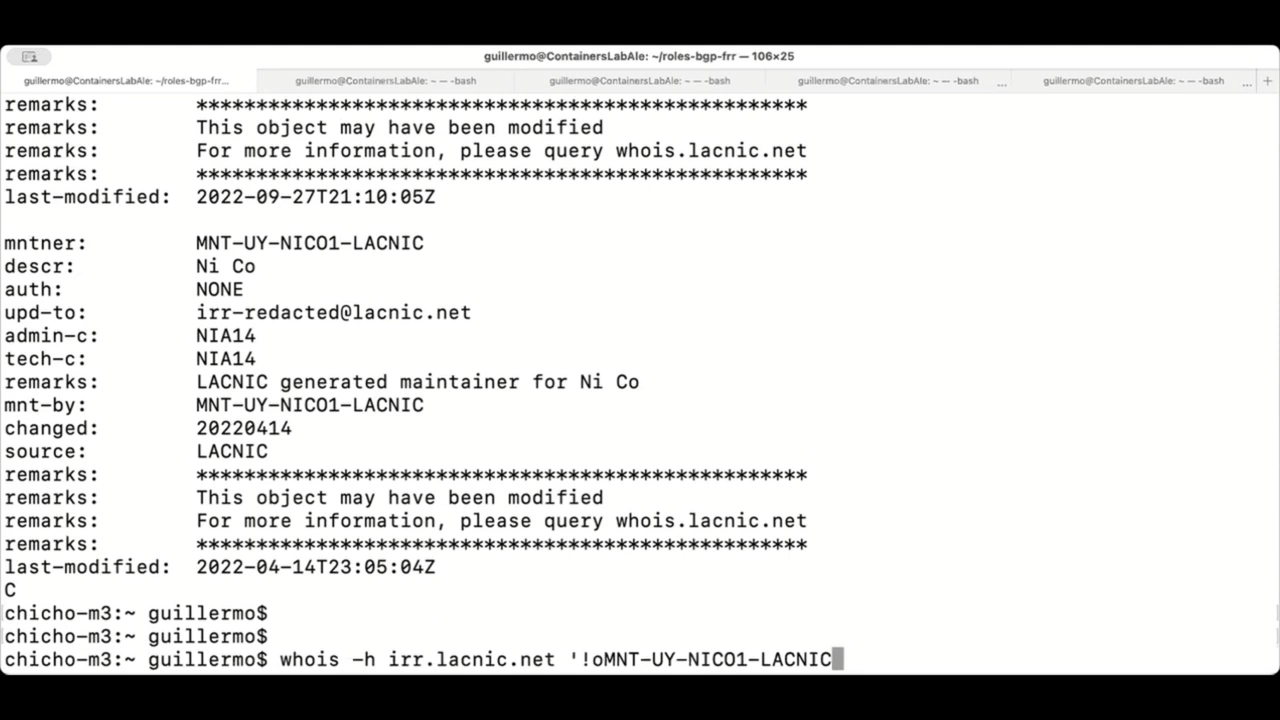 guillermo@ContainersLabAle: ~/roles-bgp-frr — 106×25
guillermo@ContainersLabAle: ~/roles-bgp-frr... guillermo@ContainersLabAle: ~ — -bash guillermo@ContainersLabAle: ~ — -bash guillermo@ContainersLabAle: ~ — -bash ... guillermo@ContainersLabAle: ~ — -bash ... +
remarks: ***************************************************
remarks: This object may have been modified
remarks: For more information, please query whois.lacnic.net
remarks: ***************************************************
last-modified: 2022-09-27T21:10:05Z
mntner: MNT-UY-NICO1-LACNIC
descr: Ni Co
auth: NONE
upd-to: irr-redacted@lacnic.net
admin-c: NIA14
tech-c: NIA14
remarks: LACNIC generated maintainer for Ni Co
mnt-by: MNT-UY-NICO1-LACNIC
changed: 20220414
source: LACNIC
remarks: ***************************************************
remarks: This object may have been modified
remarks: For more information, please query whois.lacnic.net
remarks: ***************************************************
last-modified: 2022-04-14T23:05:04Z
C
chicho-m3:~ guillermo$
chicho-m3:~ guillermo$
chicho-m3:~ guillermo$ whois -h irr.lacnic.net '!oMNT-UY-NICO1-LACNIC